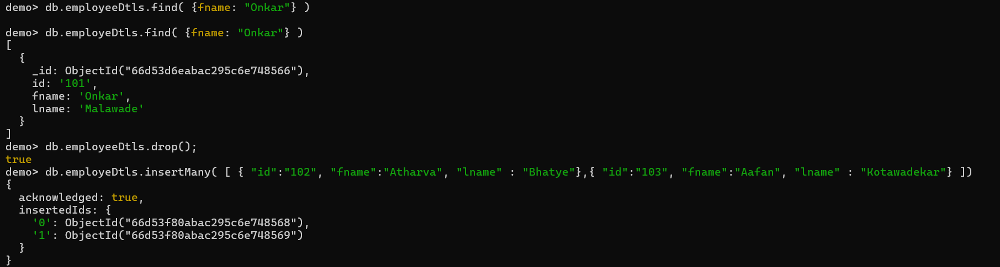 demo> db.employeeDtls.find( {fname: "Onkar"} )
demo> db.employeDtls.find( {fname: "Onkar"} )
[
{
_id: ObjectId("66d53d6eabac295c6e748566"),
id: '101',
fname: 'Onkar',
lname: 'Malawade'
}
]
demo> db.employeeDtls.drop();
true
demo> db.employeDtls.insertMany( [ { "id":"102", "fname":"Atharva", "lname" : "Bhatye"},{ "id":"103", "fname":"Aafan", "lname" : "Kotawadekar"} ])
{
acknowledged: true,
insertedIds: {
'0': ObjectId("66d53f80abac295c6e748568"),
'1': ObjectId("66d53f80abac295c6e748569")
}
}